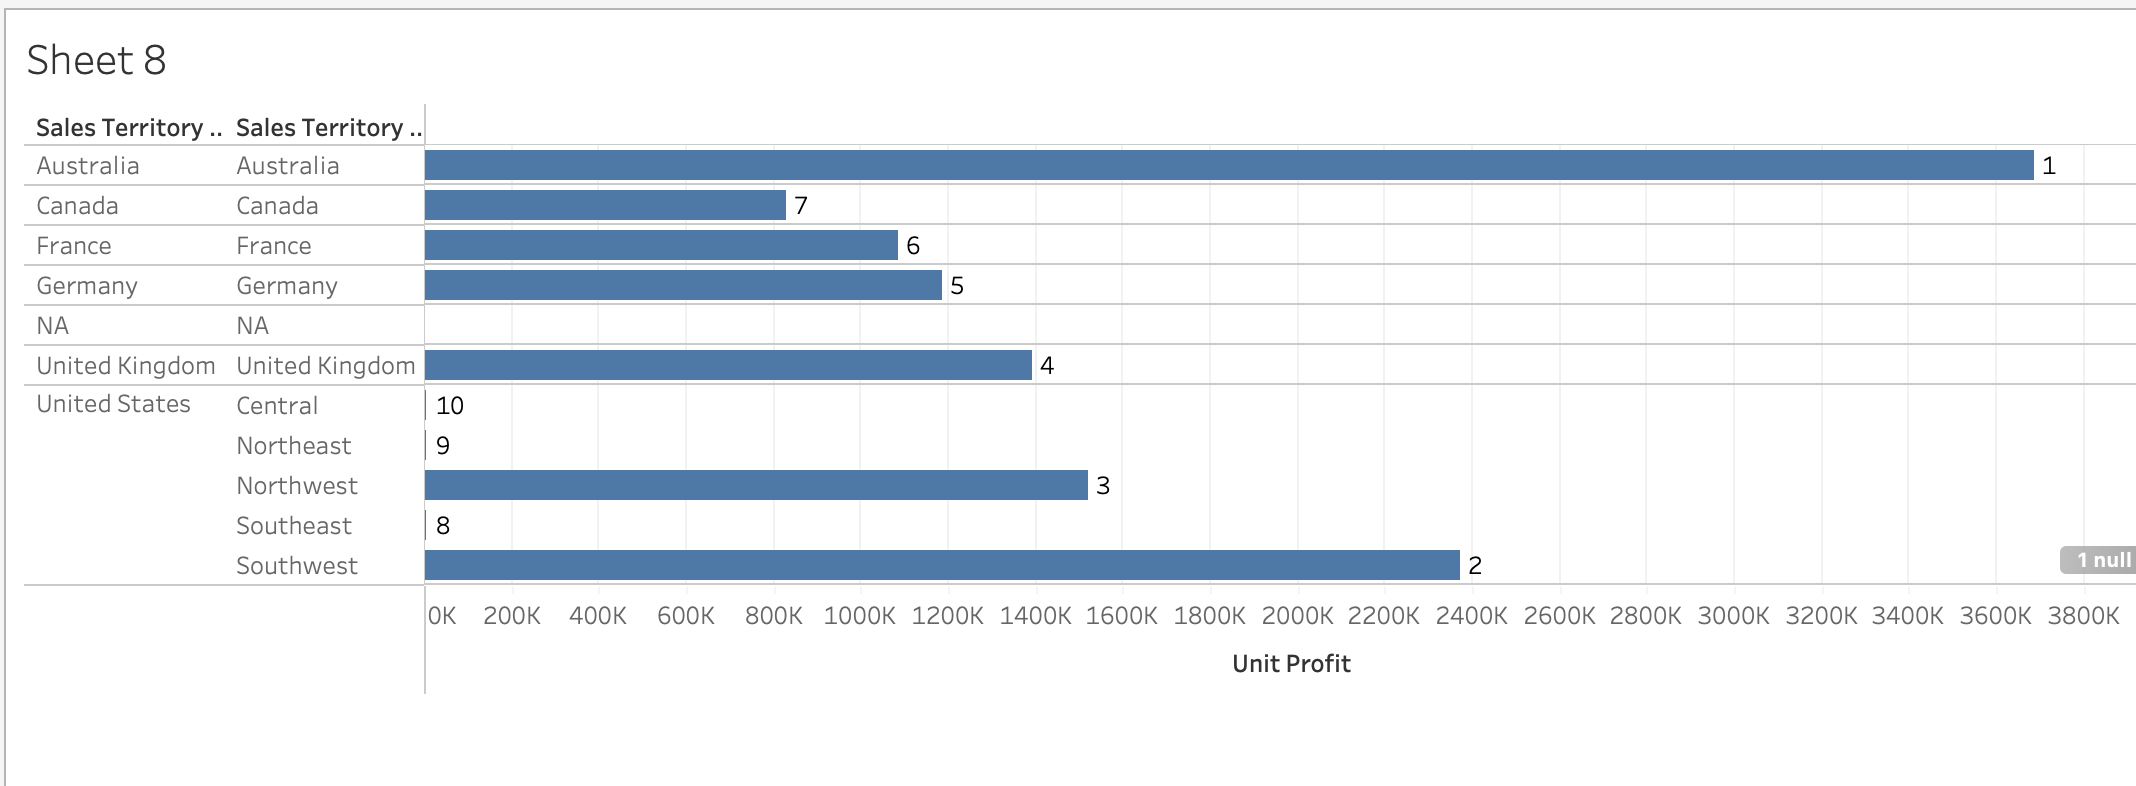 Sheet 8
Sales Territory .. Sales Territory ..
Australia Australia 1
Canada Canada 7
France France 6
Germany Germany 5
NA NA
United Kingdom United Kingdom 4
United States Central 10
Northeast 9
Northwest 3
Southeast 8
Southwest 2
1 null
0K 200K 400K 600K 800K 1000K 1200K 1400K 1600K 1800K 2000K 2200K 2400K 2600K 2800K 3000K 3200K 3400K 3600K 3800K
Unit Profit